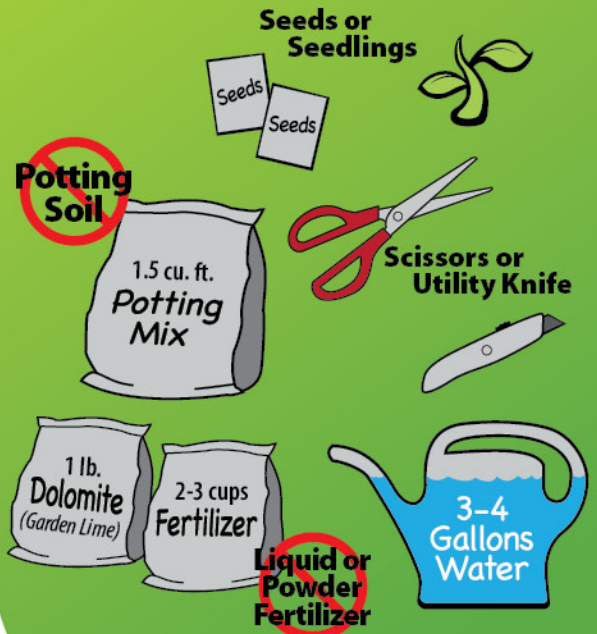 Seeds or
Seedlings
Seeds
Seeds
Potting
Soil
1.5 cu. ft.
Potting
Mix
Scissors or
Utility Knife
1 lb.
Dolomite
(Garden Lime)
2-3 cups
Fertilizer
Liquid or
Powder
Fertilizer
3-4
Gallons
Water